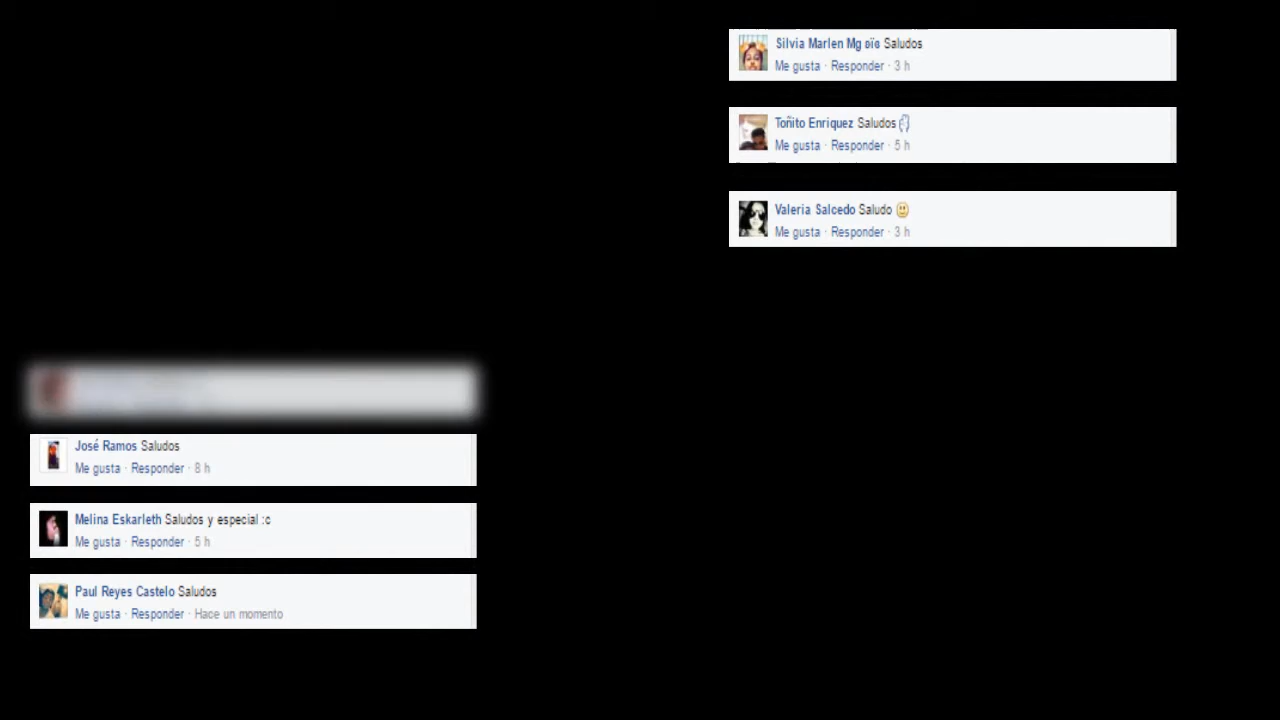 Silvia Marlen Mg øïø Saludos
Me gusta · Responder · 3 h
Toñito Enriquez Saludos
Me gusta · Responder · 5 h
Valeria Salcedo Saludo
Me gusta · Responder · 3 h
José Ramos Saludos
Me gusta · Responder · 8 h
Melina Eskarleth Saludos y especial :c
Me gusta · Responder · 5 h
Paul Reyes Castelo Saludos
Me gusta · Responder · Hace un momento